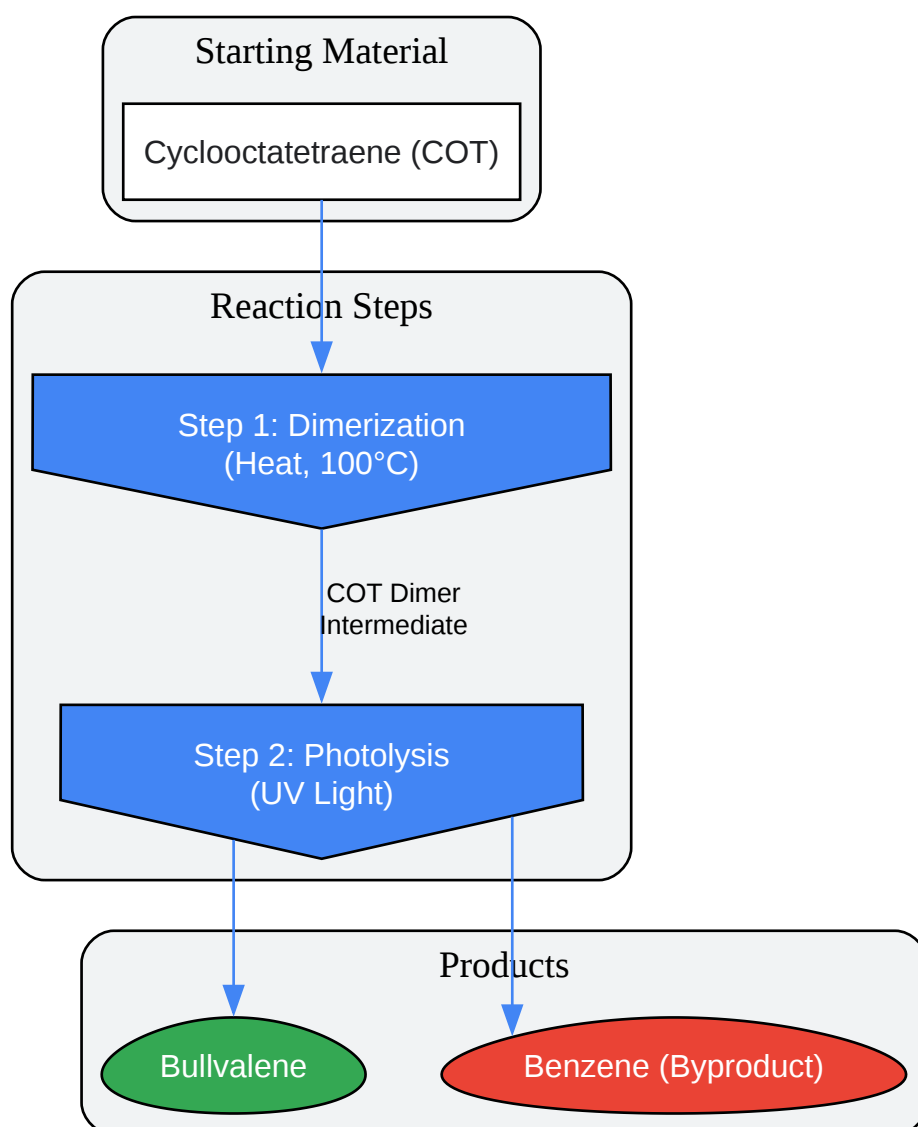 Starting Material
Cyclooctatetraene (COT)
Reaction Steps
Step 1: Dimerization
(Heat, 100°C)
COT Dimer
Intermediate
Step 2: Photolysis
(UV Light)
Products
Bullvalene
Benzene (Byproduct)